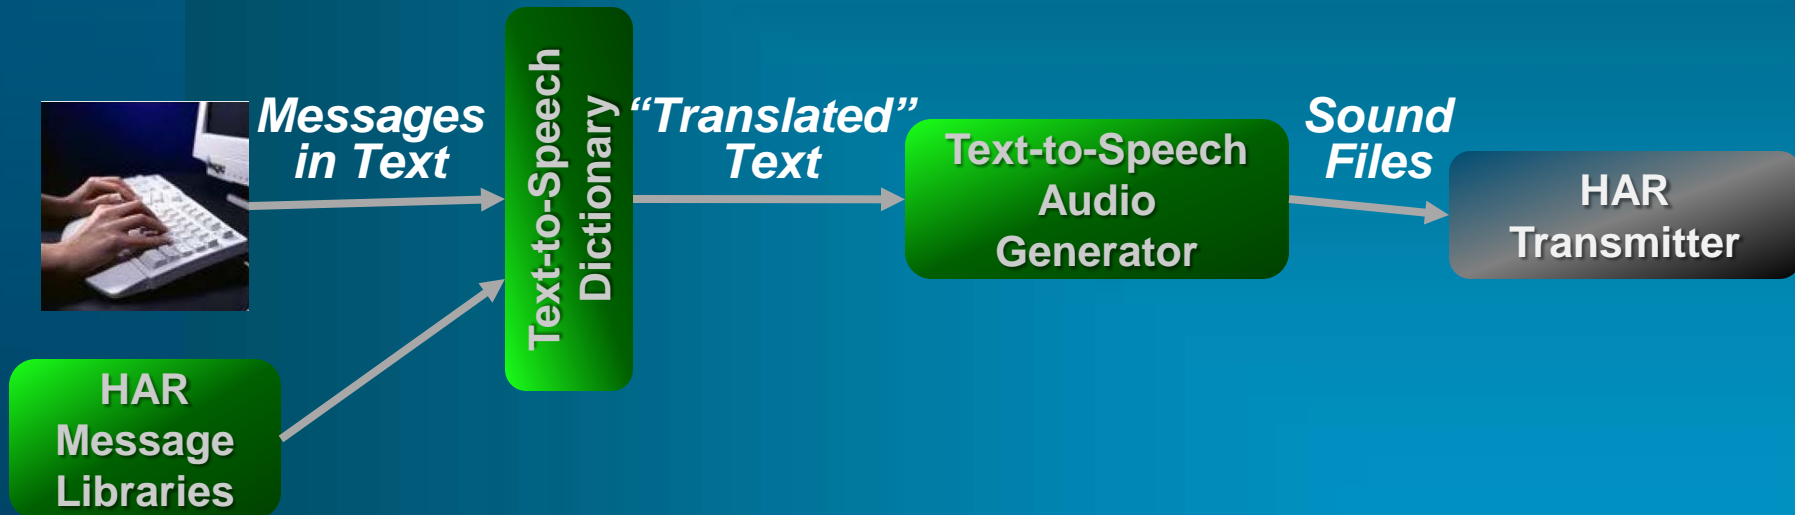 Messages
in Text
Text-to-Speech
Dictionary
“Translated”
Text
Text-to-Speech
Audio
Generator
Sound
Files
HAR
Transmitter
HAR
Message
Libraries